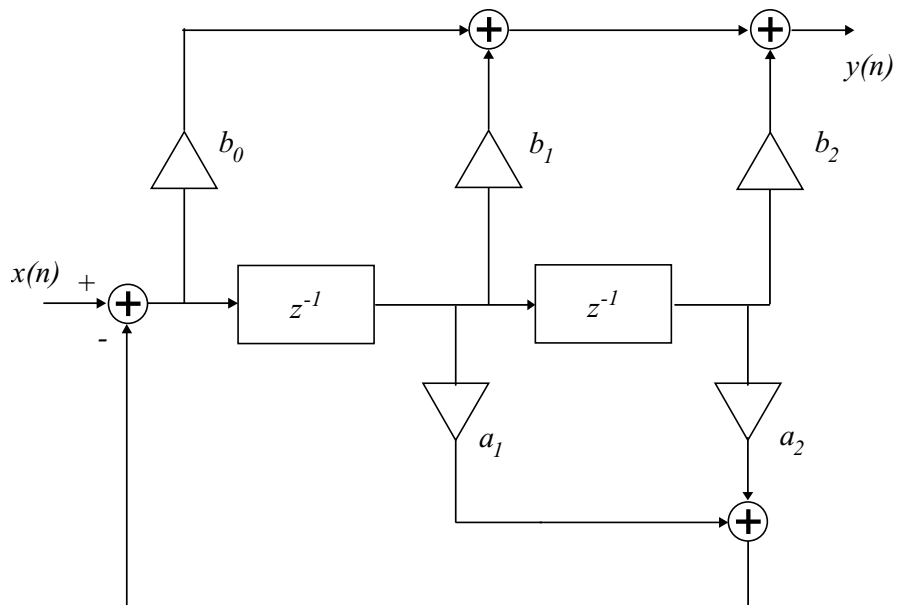 y(n)
b₀
b₁
b₂
x(n)
+
z⁻¹
z⁻¹
-
a₁
a₂